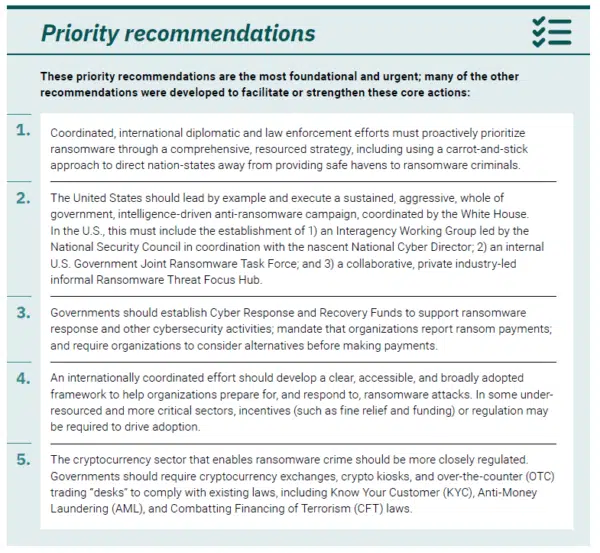 Priority recommendations
These priority recommendations are the most foundational and urgent; many of the other
recommendations were developed to facilitate or strengthen these core actions:
1.
Coordinated, international diplomatic and law enforcement efforts must proactively prioritize
ransomware through a comprehensive, resourced strategy, including using a carrot-and-stick
approach to direct nation-states away from providing safe havens to ransomware criminals.
2.
The United States should lead by example and execute a sustained, aggressive, whole of
government, intelligence-driven anti-ransomware campaign, coordinated by the White House.
In the U.S., this must include the establishment of 1) an Interagency Working Group led by the
National Security Council in coordination with the nascent National Cyber Director; 2) an internal
U.S. Government Joint Ransomware Task Force; and 3) a collaborative, private industry-led
informal Ransomware Threat Focus Hub.
3.
Governments should establish Cyber Response and Recovery Funds to support ransomware
response and other cybersecurity activities; mandate that organizations report ransom payments;
and require organizations to consider alternatives before making payments.
4.
An internationally coordinated effort should develop a clear, accessible, and broadly adopted
framework to help organizations prepare for, and respond to, ransomware attacks. In some under-
resourced and more critical sectors, incentives (such as fine relief and funding) or regulation may
be required to drive adoption.
5.
The cryptocurrency sector that enables ransomware crime should be more closely regulated.
Governments should require cryptocurrency exchanges, crypto kiosks, and over-the-counter (OTC)
trading “desks” to comply with existing laws, including Know Your Customer (KYC), Anti-Money
Laundering (AML), and Combatting Financing of Terrorism (CFT) laws.